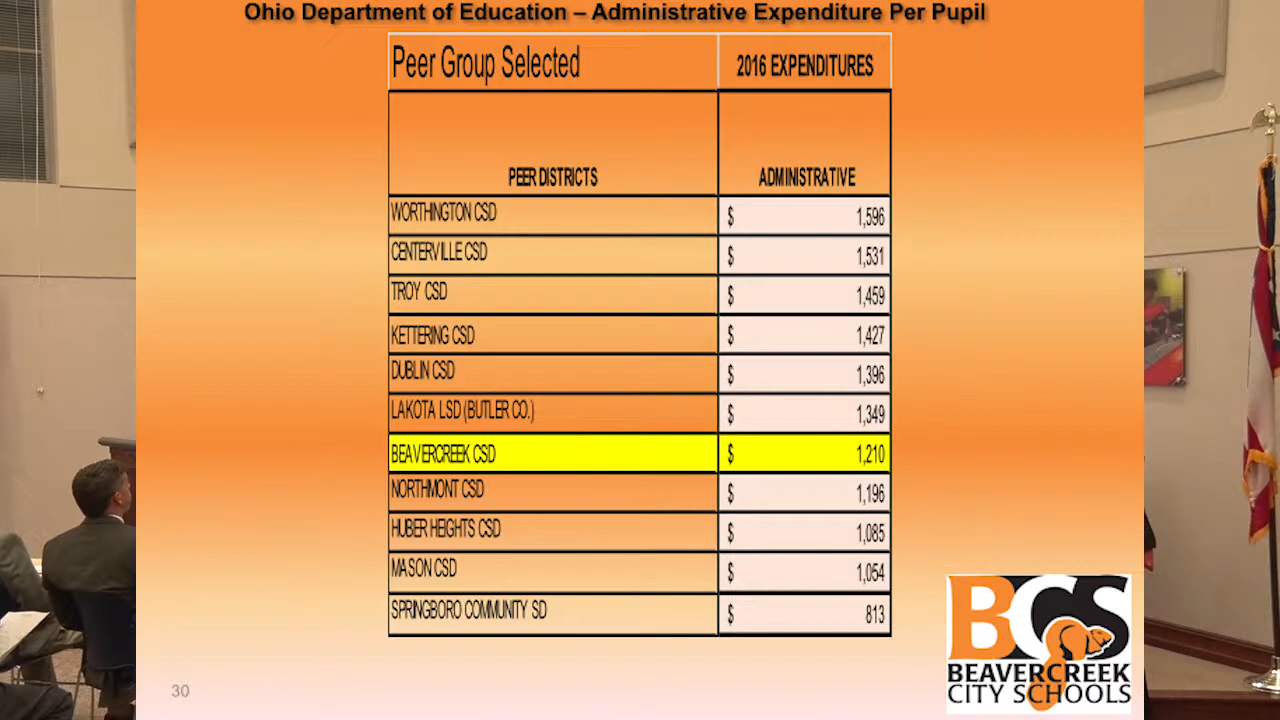 Ohio Department of Education – Administrative Expenditure Per Pupil
Peer Group Selected 2016 EXPENDITURES
PEER DISTRICTS ADMINISTRATIVE
WORTHINGTON CSD $ 1,596
CENTERVILLE CSD $ 1,531
TROY CSD $ 1,459
KETTERING CSD $ 1,427
DUBLIN CSD $ 1,396
LAKOTA LSD (BUTLER CO.) $ 1,349
BEAVERCREEK CSD $ 1,210
NORTHMONT CSD $ 1,196
HUBER HEIGHTS CSD $ 1,085
MASON CSD $ 1,054
SPRINGBORO COMMUNITY SD $ 813
BCS
BEAVERCREEK
CITY SCHOOLS
30